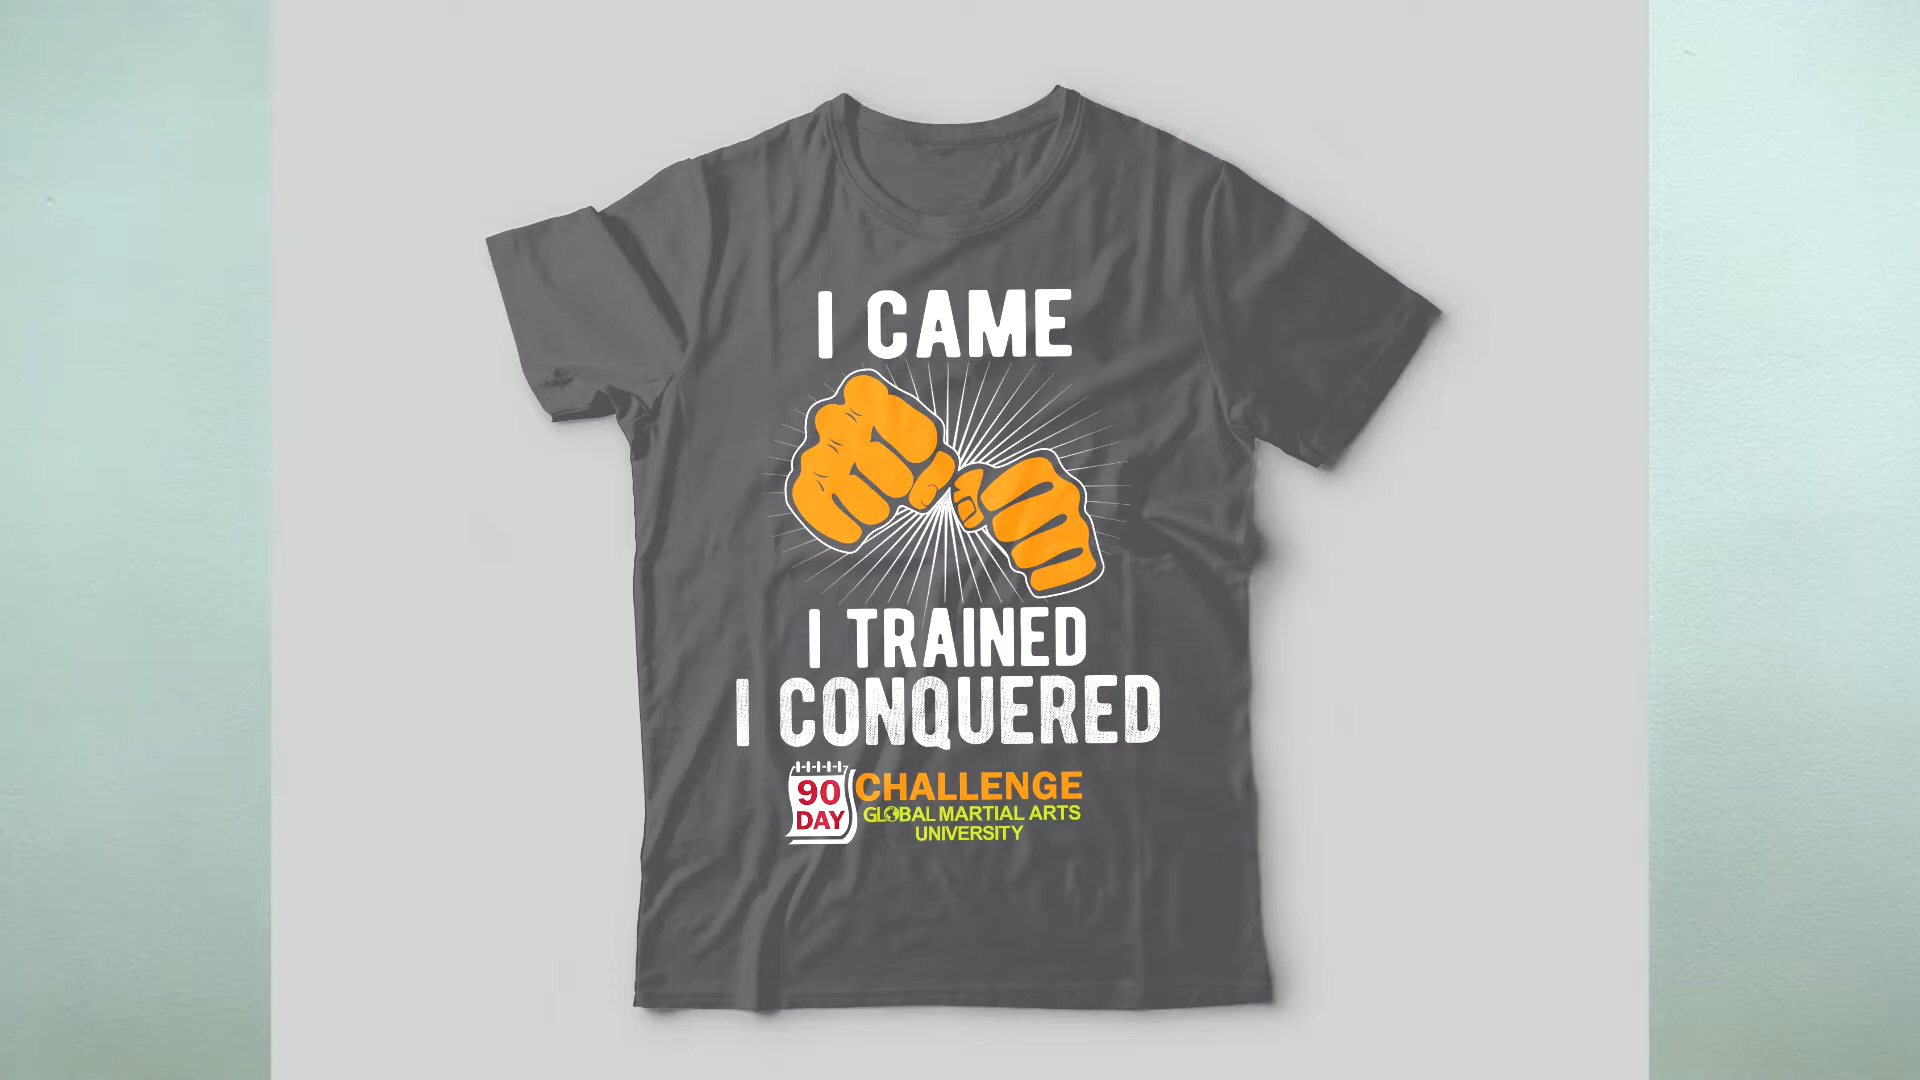 I CAME
I TRAINED
I CONQUERED
90
DAY
CHALLENGE
GLOBAL MARTIAL ARTS
UNIVERSITY